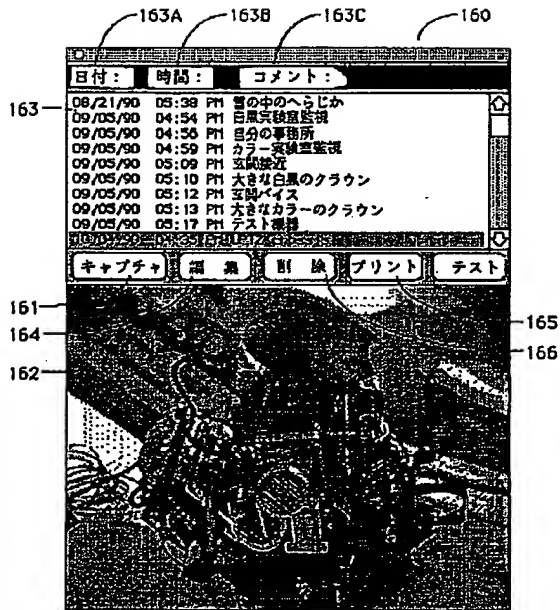 163A 163B 163C 160
日付： 時間： コメント：
163
08/21/90 05:38 PM 雪の中のへらじか
09/05/90 04:54 PM 白黒実験室監視
09/05/90 04:56 PM 自分の事務所
09/05/90 04:59 PM カラー実験室監視
09/05/90 05:09 PM 玄関接近
09/05/90 05:10 PM 大きな白黒のクラウン
09/05/90 05:12 PM 玄関バイス
09/05/90 05:13 PM 大きなカラーのクラウン
09/05/90 05:17 PM テスト機器
キャプチャ 編集 削除 プリント テスト
161 165
164 166
162